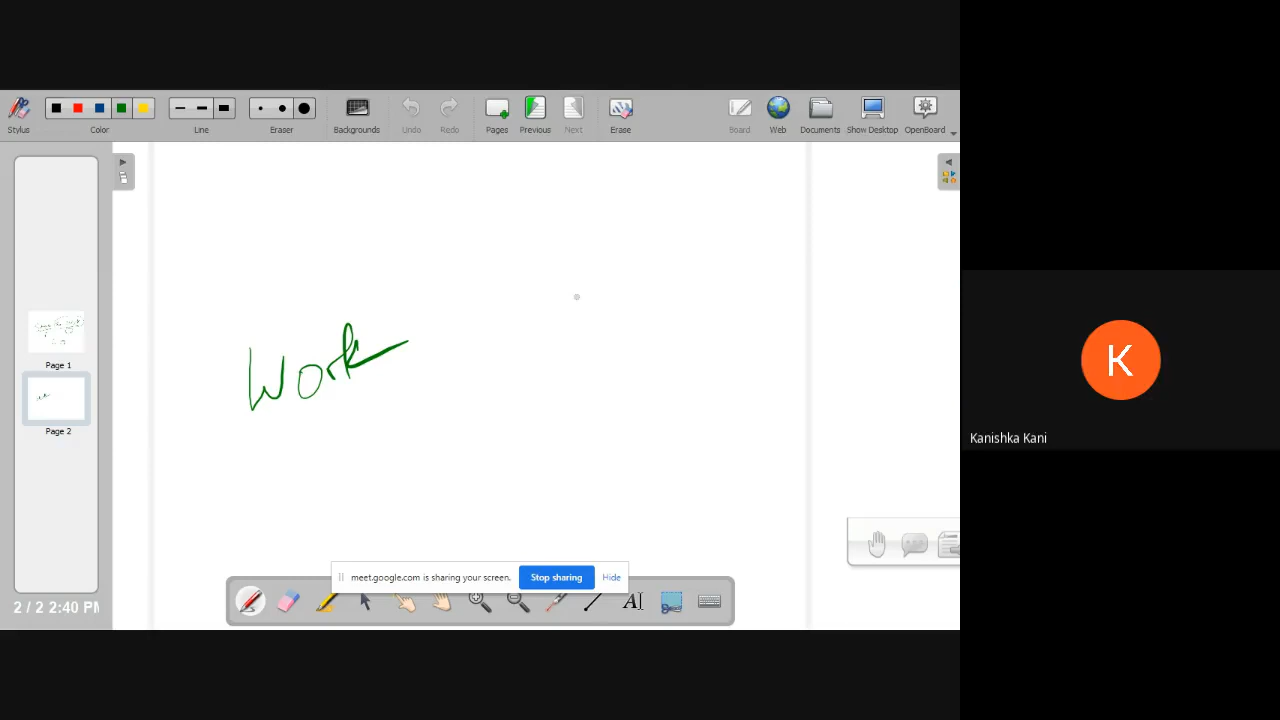 Stylus
Color
Line
Eraser
Backgrounds
Undo
Redo
Pages
Previous
Next
Erase
Board
Web
Documents
Show Desktop
OpenBoard
Page 1
Page 2
Work
K
Kanishka Kani
meet.google.com is sharing your screen.
Stop sharing
Hide
AI
2 / 2 2:40 PM